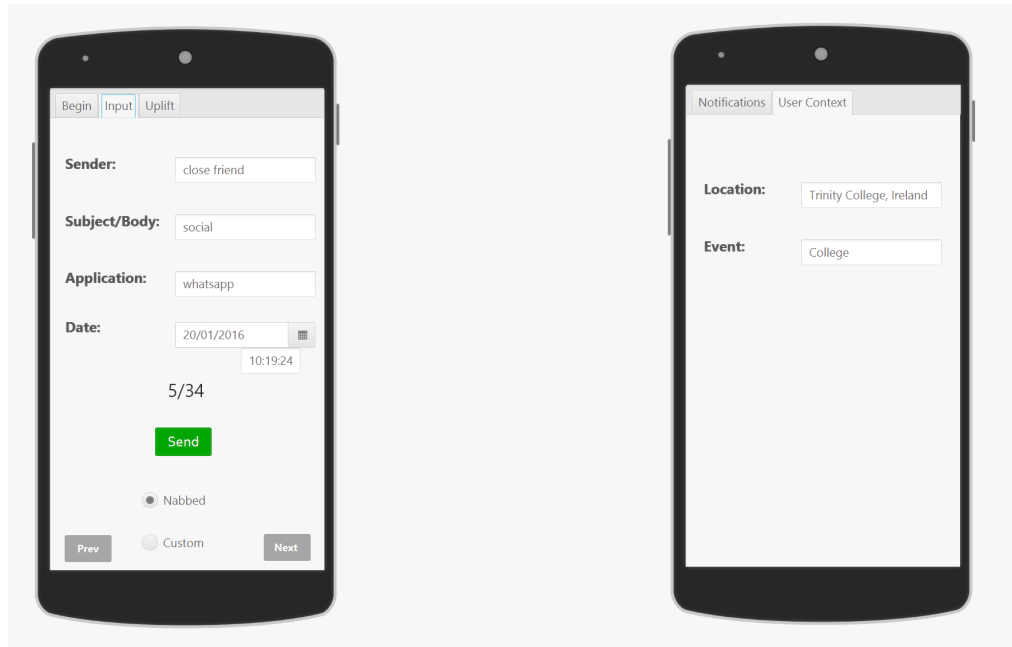 Begin Input Uplift
Sender: close friend
Subject/Body: social
Application: whatsapp
Date: 20/01/2016
10:19:24
5/34
Send
Nabbed
Custom
Prev Next
Notifications User Context
Location: Trinity College, Ireland
Event: College